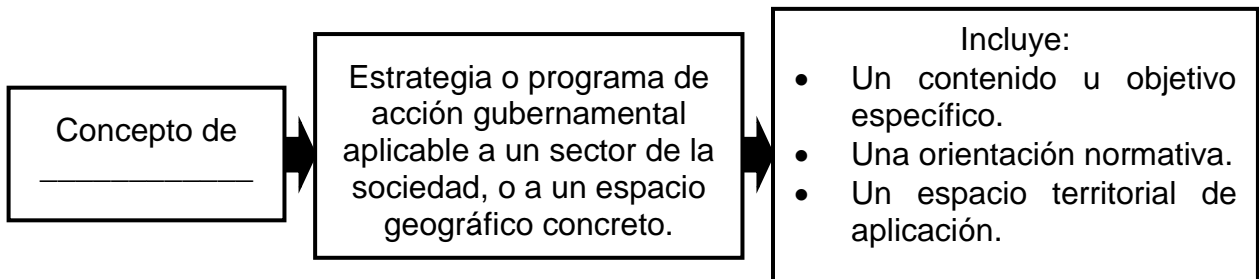 Concepto de
_____________
Estrategia o programa de
acción gubernamental
aplicable a un sector de la
sociedad, o a un espacio
geográfico concreto.
Incluye:
• Un contenido u objetivo
específico.
• Una orientación normativa.
• Un espacio territorial de
aplicación.